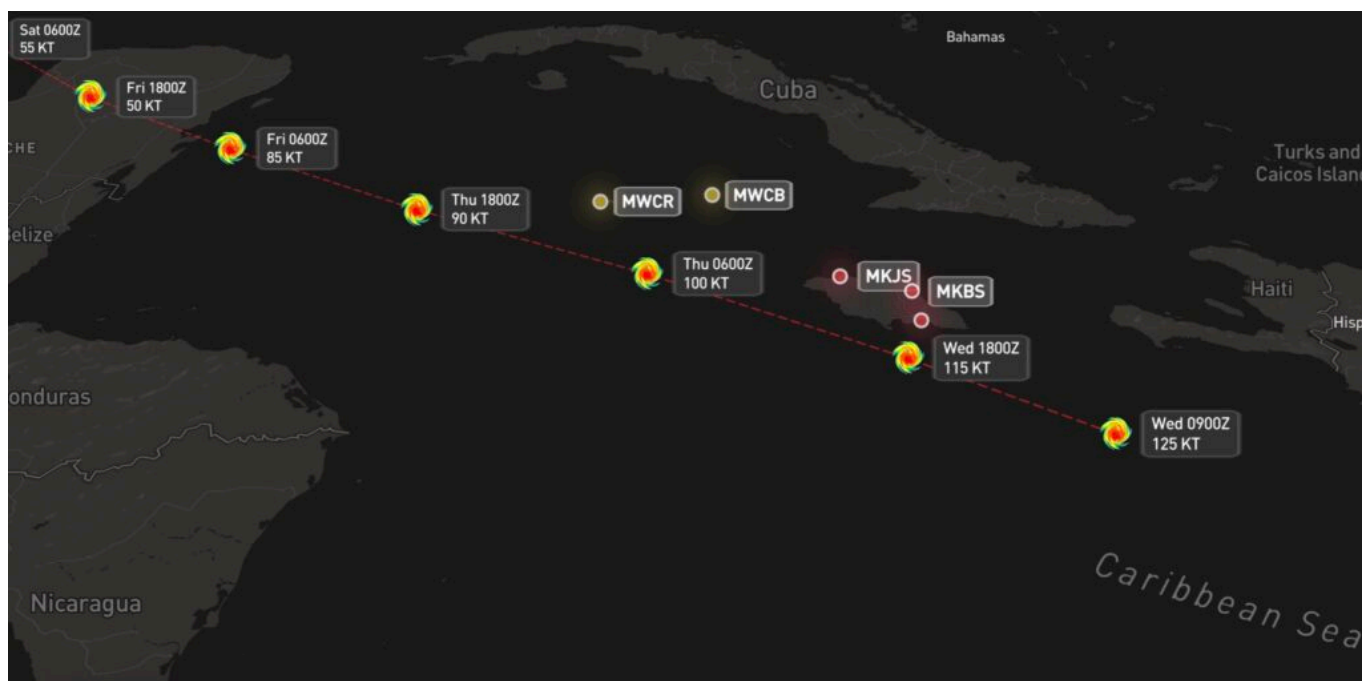 Sat 0600Z
55 KT
Bahamas
Fri 1800Z
50 KT
Cuba
Fri 0600Z
85 KT
CHE
Turks and
Caicos Islan
Thu 1800Z
90 KT
MWCR
MWCB
Belize
Thu 0600Z
100 KT
MKJS
MKBS
Haiti
Hisp
Wed 1800Z
115 KT
onduras
Wed 0900Z
125 KT
Caribbean Sea
Nicaragua